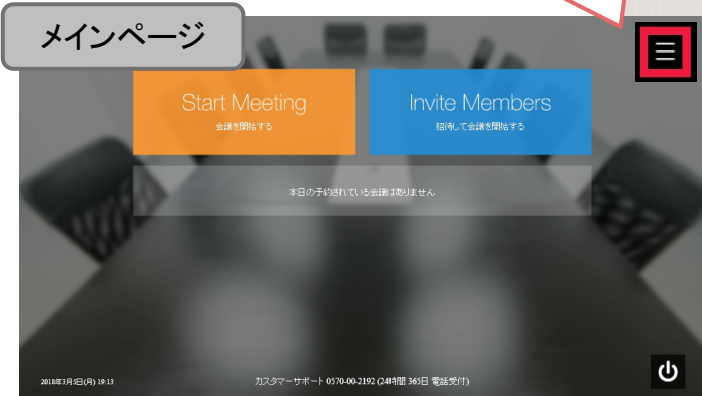 メインページ
Start Meeting
会議を開始する
Invite Members
招待して会議を開始する
本日の予約されている会議はありません
2018年3月5日(月) 19:13
カスタマーサポート 0570-00-2192 (24時間 365日 電話受付)